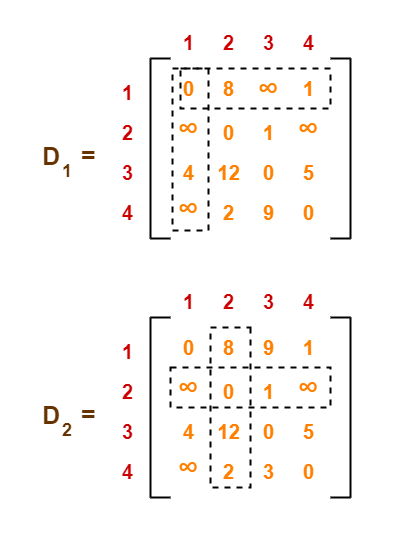 1 2 3 4
1 0 8 ∞ 1
2 ∞ 0 1 ∞
D1 =
3 4 12 0 5
4 ∞ 2 9 0
1 2 3 4
1 0 8 9 1
2 ∞ 0 1 ∞
D2 =
3 4 12 0 5
4 ∞ 2 3 0